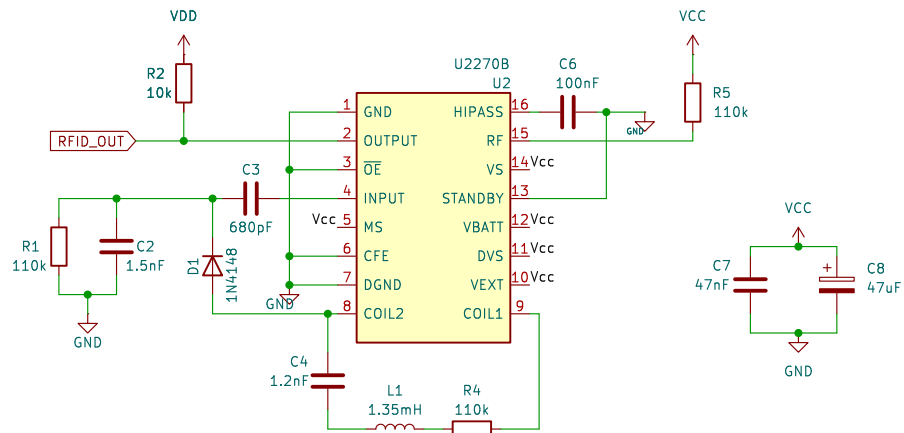 VDD
VCC
R2
10k
RFID_OUT
U2270B
U2
C6
100nF
R5
110k
GND
1 GND HIPASS 16
2 OUTPUT RF 15
3 OE VS 14 Vcc
4 INPUT STANDBY 13
Vcc 5 MS VBATT 12 Vcc
6 CFE DVS 11 Vcc
7 DGND VEXT 10 Vcc
8 COIL2 COIL1 9
C3
680pF
R1
110k
C2
1.5nF
D1
1N4148
GND
GND
C4
1.2nF
L1
1.35mH
R4
110k
VCC
C7
47nF
+
C8
47uF
GND